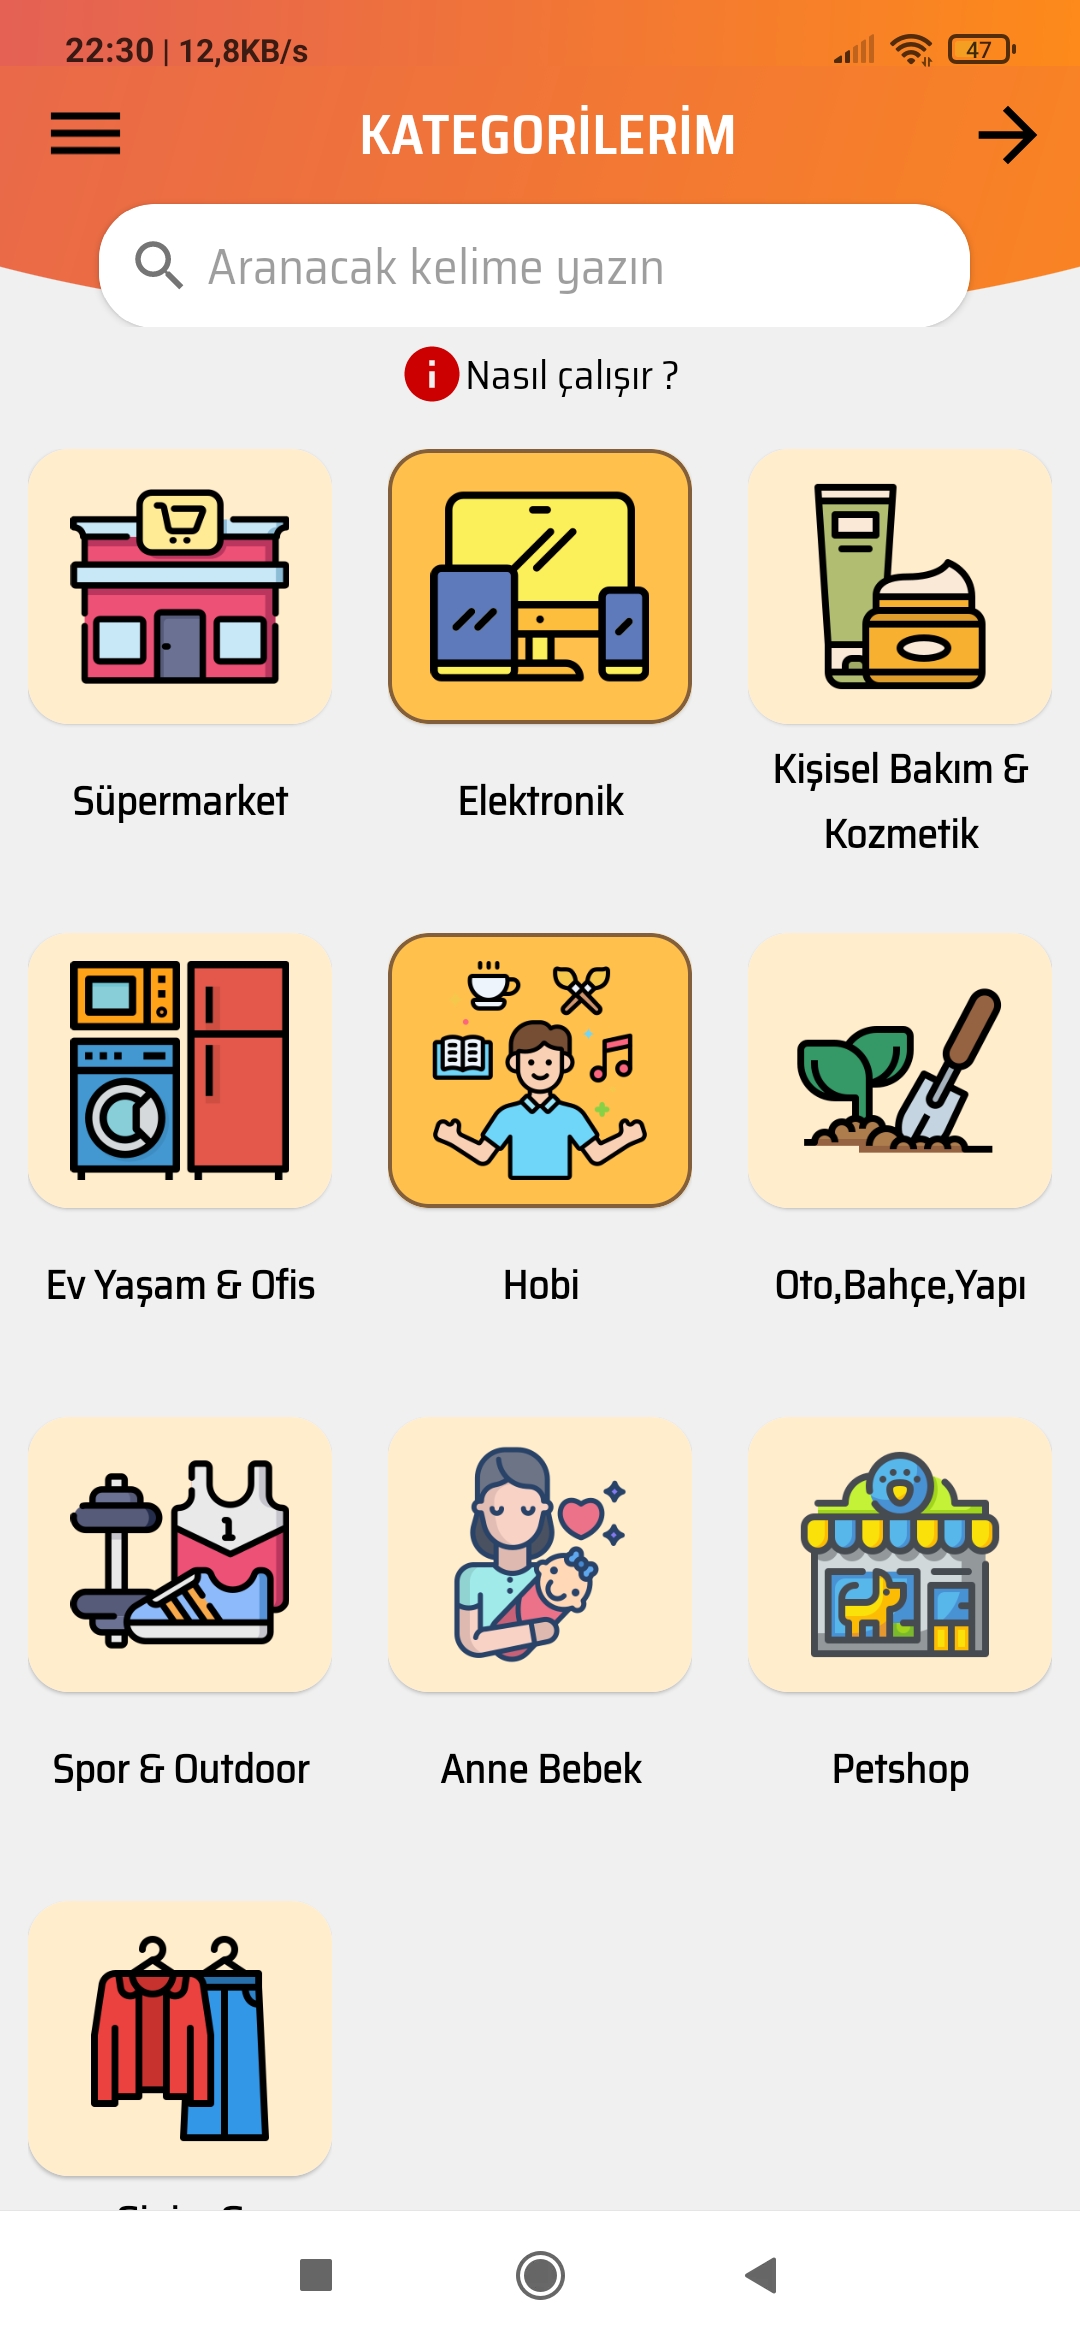 22:30 | 12,8KB/s
47
KATEGORİLERİM
Aranacak kelime yazın
i Nasıl çalışır ?
Süpermarket
Elektronik
Kişisel Bakım &
Kozmetik
Ev Yaşam & Ofis
Hobi
Oto,Bahçe,Yapı
1
Spor & Outdoor
Anne Bebek
Petshop